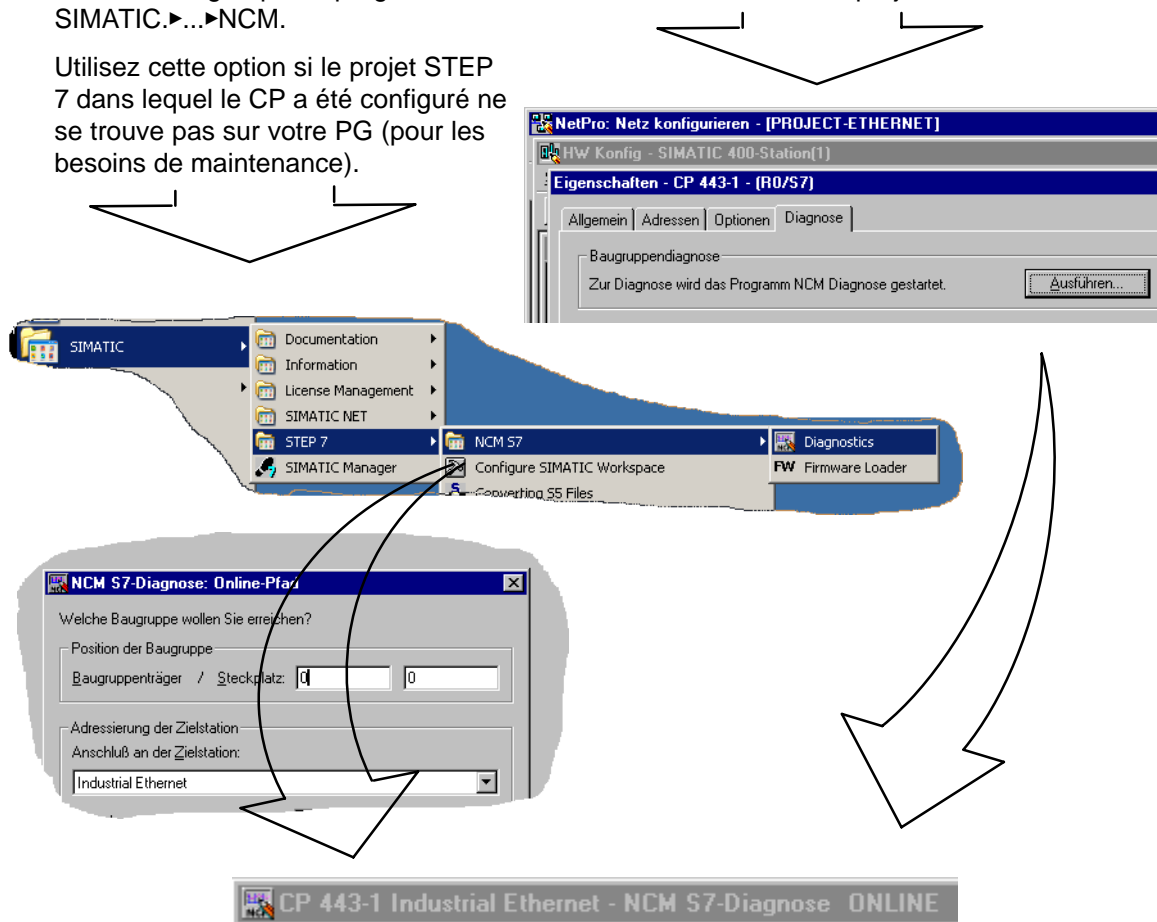 SIMATIC.▶...▶NCM.
Utilisez cette option si le projet STEP
7 dans lequel le CP a été configuré ne
se trouve pas sur votre PG (pour les
besoins de maintenance).
NetPro: Netz konfigurieren - [PROJECT-ETHERNET]
HW Konfig - SIMATIC 400-Station(1)
Eigenschaften - CP 443-1 - (R0/S7)
Allgemein Adressen Optionen Diagnose
Baugruppendiagnose
Zur Diagnose wird das Programm NCM Diagnose gestartet.
Ausführen...
SIMATIC
Documentation
Information
License Management
SIMATIC NET
STEP 7
SIMATIC Manager
NCM S7
Configure SIMATIC Workspace
Converting S5 Files
Diagnostics
FW Firmware Loader
NCM S7-Diagnose: Online-Pfad
Welche Baugruppe wollen Sie erreichen?
Position der Baugruppe
Baugruppenträger / Steckplatz: 0 0
Adressierung der Zielstation
Anschluß an der Zielstation:
Industrial Ethernet
CP 443-1 Industrial Ethernet - NCM S7-Diagnose ONLINE